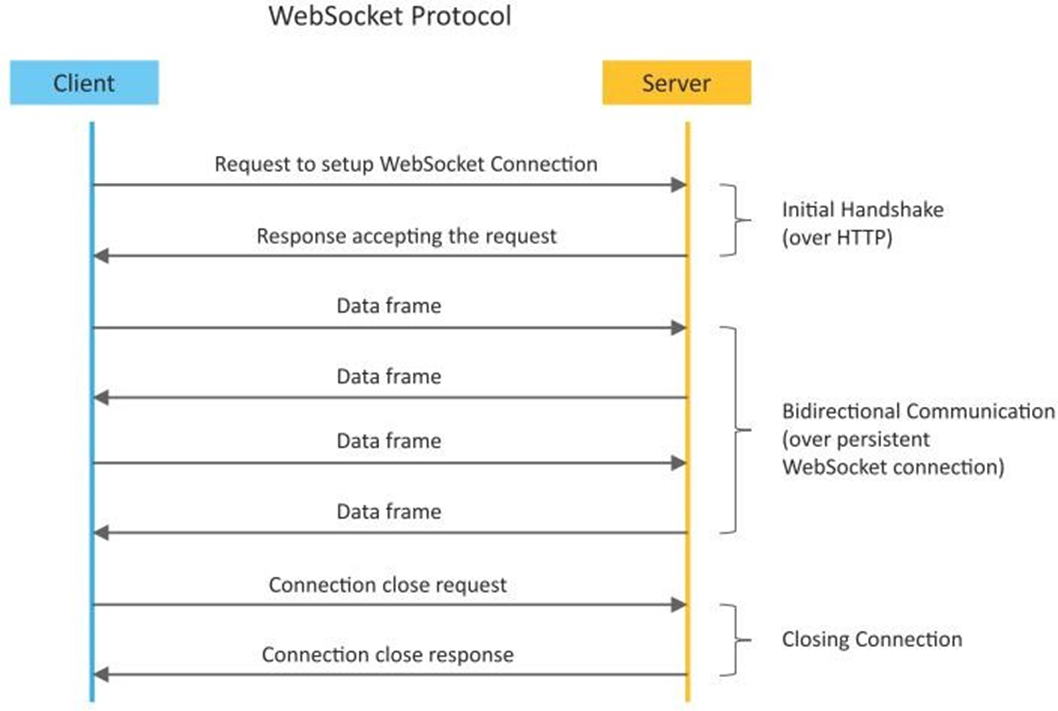 WebSocket Protocol
Client
Server
Request to setup WebSocket Connection
Response accepting the request
Initial Handshake
(over HTTP)
Data frame
Data frame
Data frame
Data frame
Bidirectional Communication
(over persistent
WebSocket connection)
Connection close request
Connection close response
Closing Connection